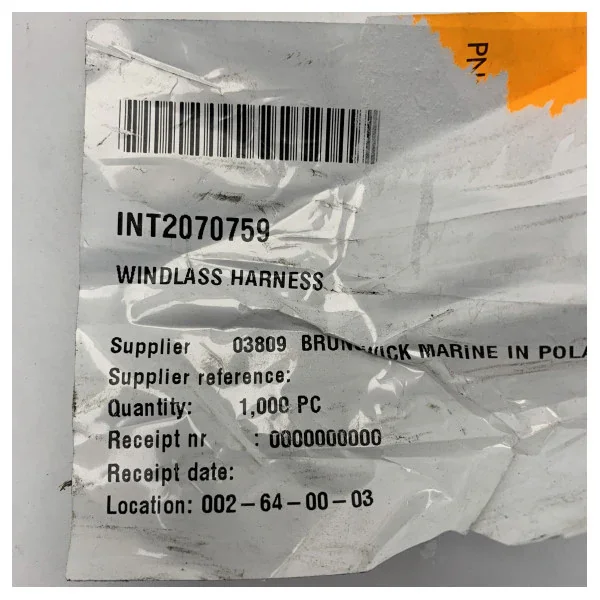 PN
INT2070759
WINDLASS HARNESS
Supplier 03809 BRUNSWICK MARINE IN POLA
Supplier reference:
Quantity: 1,000 PC
Receipt nr : 0000000000
Receipt date:
Location: 002-64-00-03